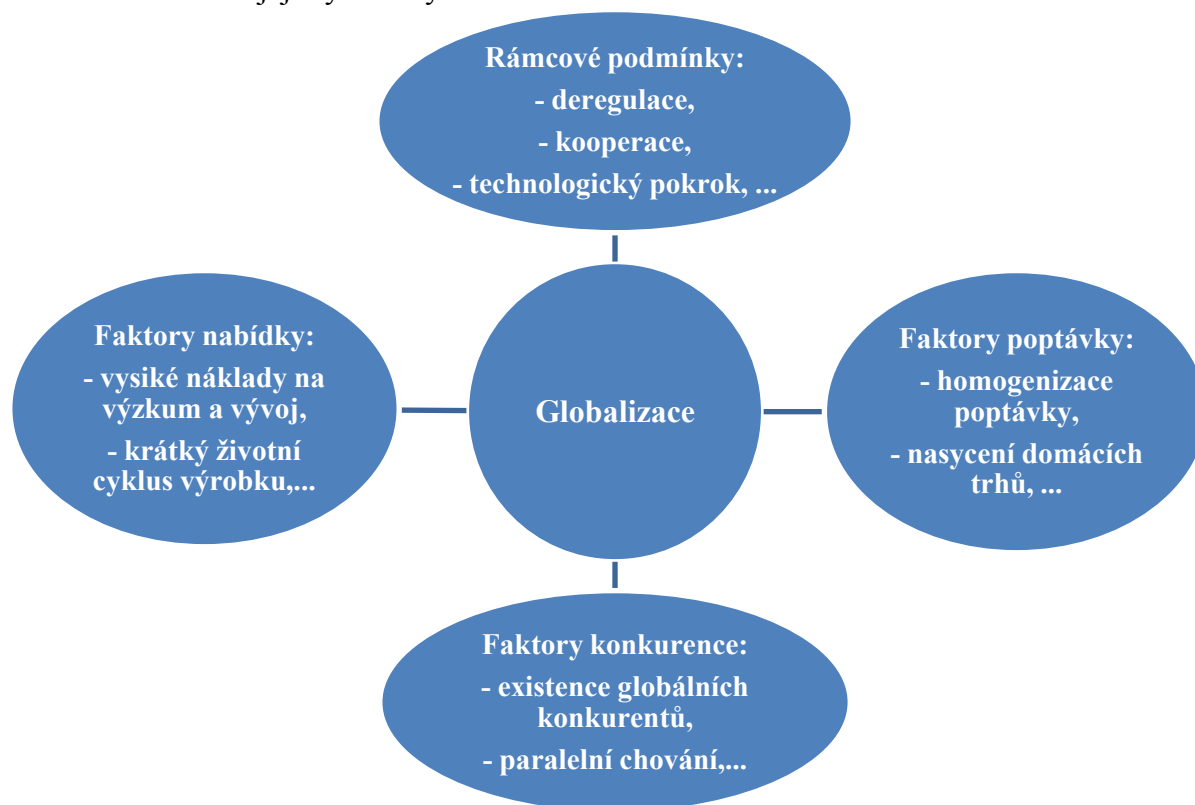 Rámcové podmínky:
- deregulace,
- kooperace,
- technologický pokrok, ...
Faktory nabídky:
- vysiké náklady na
výzkum a vývoj,
- krátký životní
cyklus výrobku,...
Globalizace
Faktory poptávky:
- homogenizace
poptávky,
- nasycení domácích
trhů, ...
Faktory konkurence:
- existence globálních
konkurentů,
- paralelní chování,...